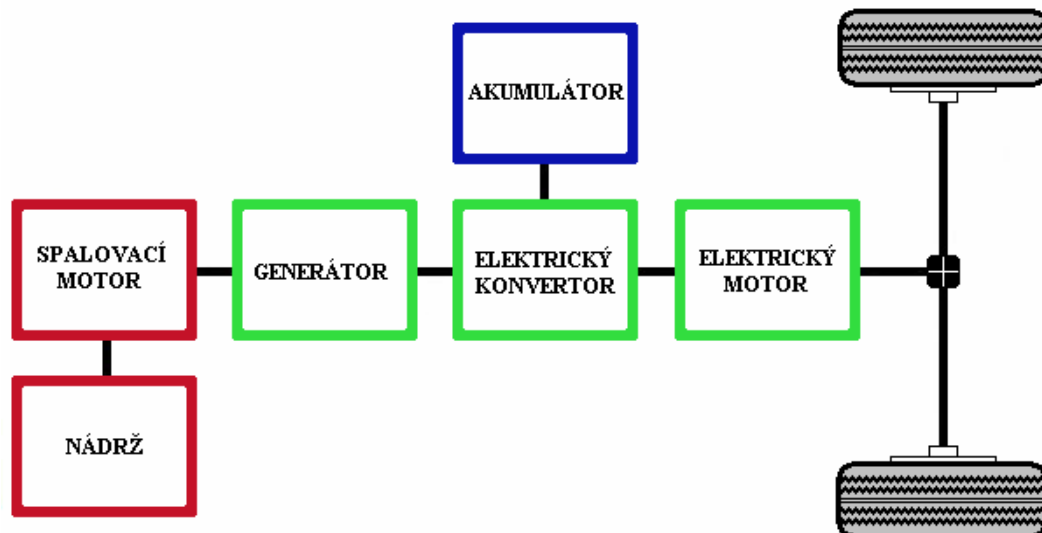 AKUMULÁTOR
SPALOVACÍ
MOTOR
GENERÁTOR
ELEKTRICKÝ
KONVERTOR
ELEKTRICKÝ
MOTOR
NÁDRŽ